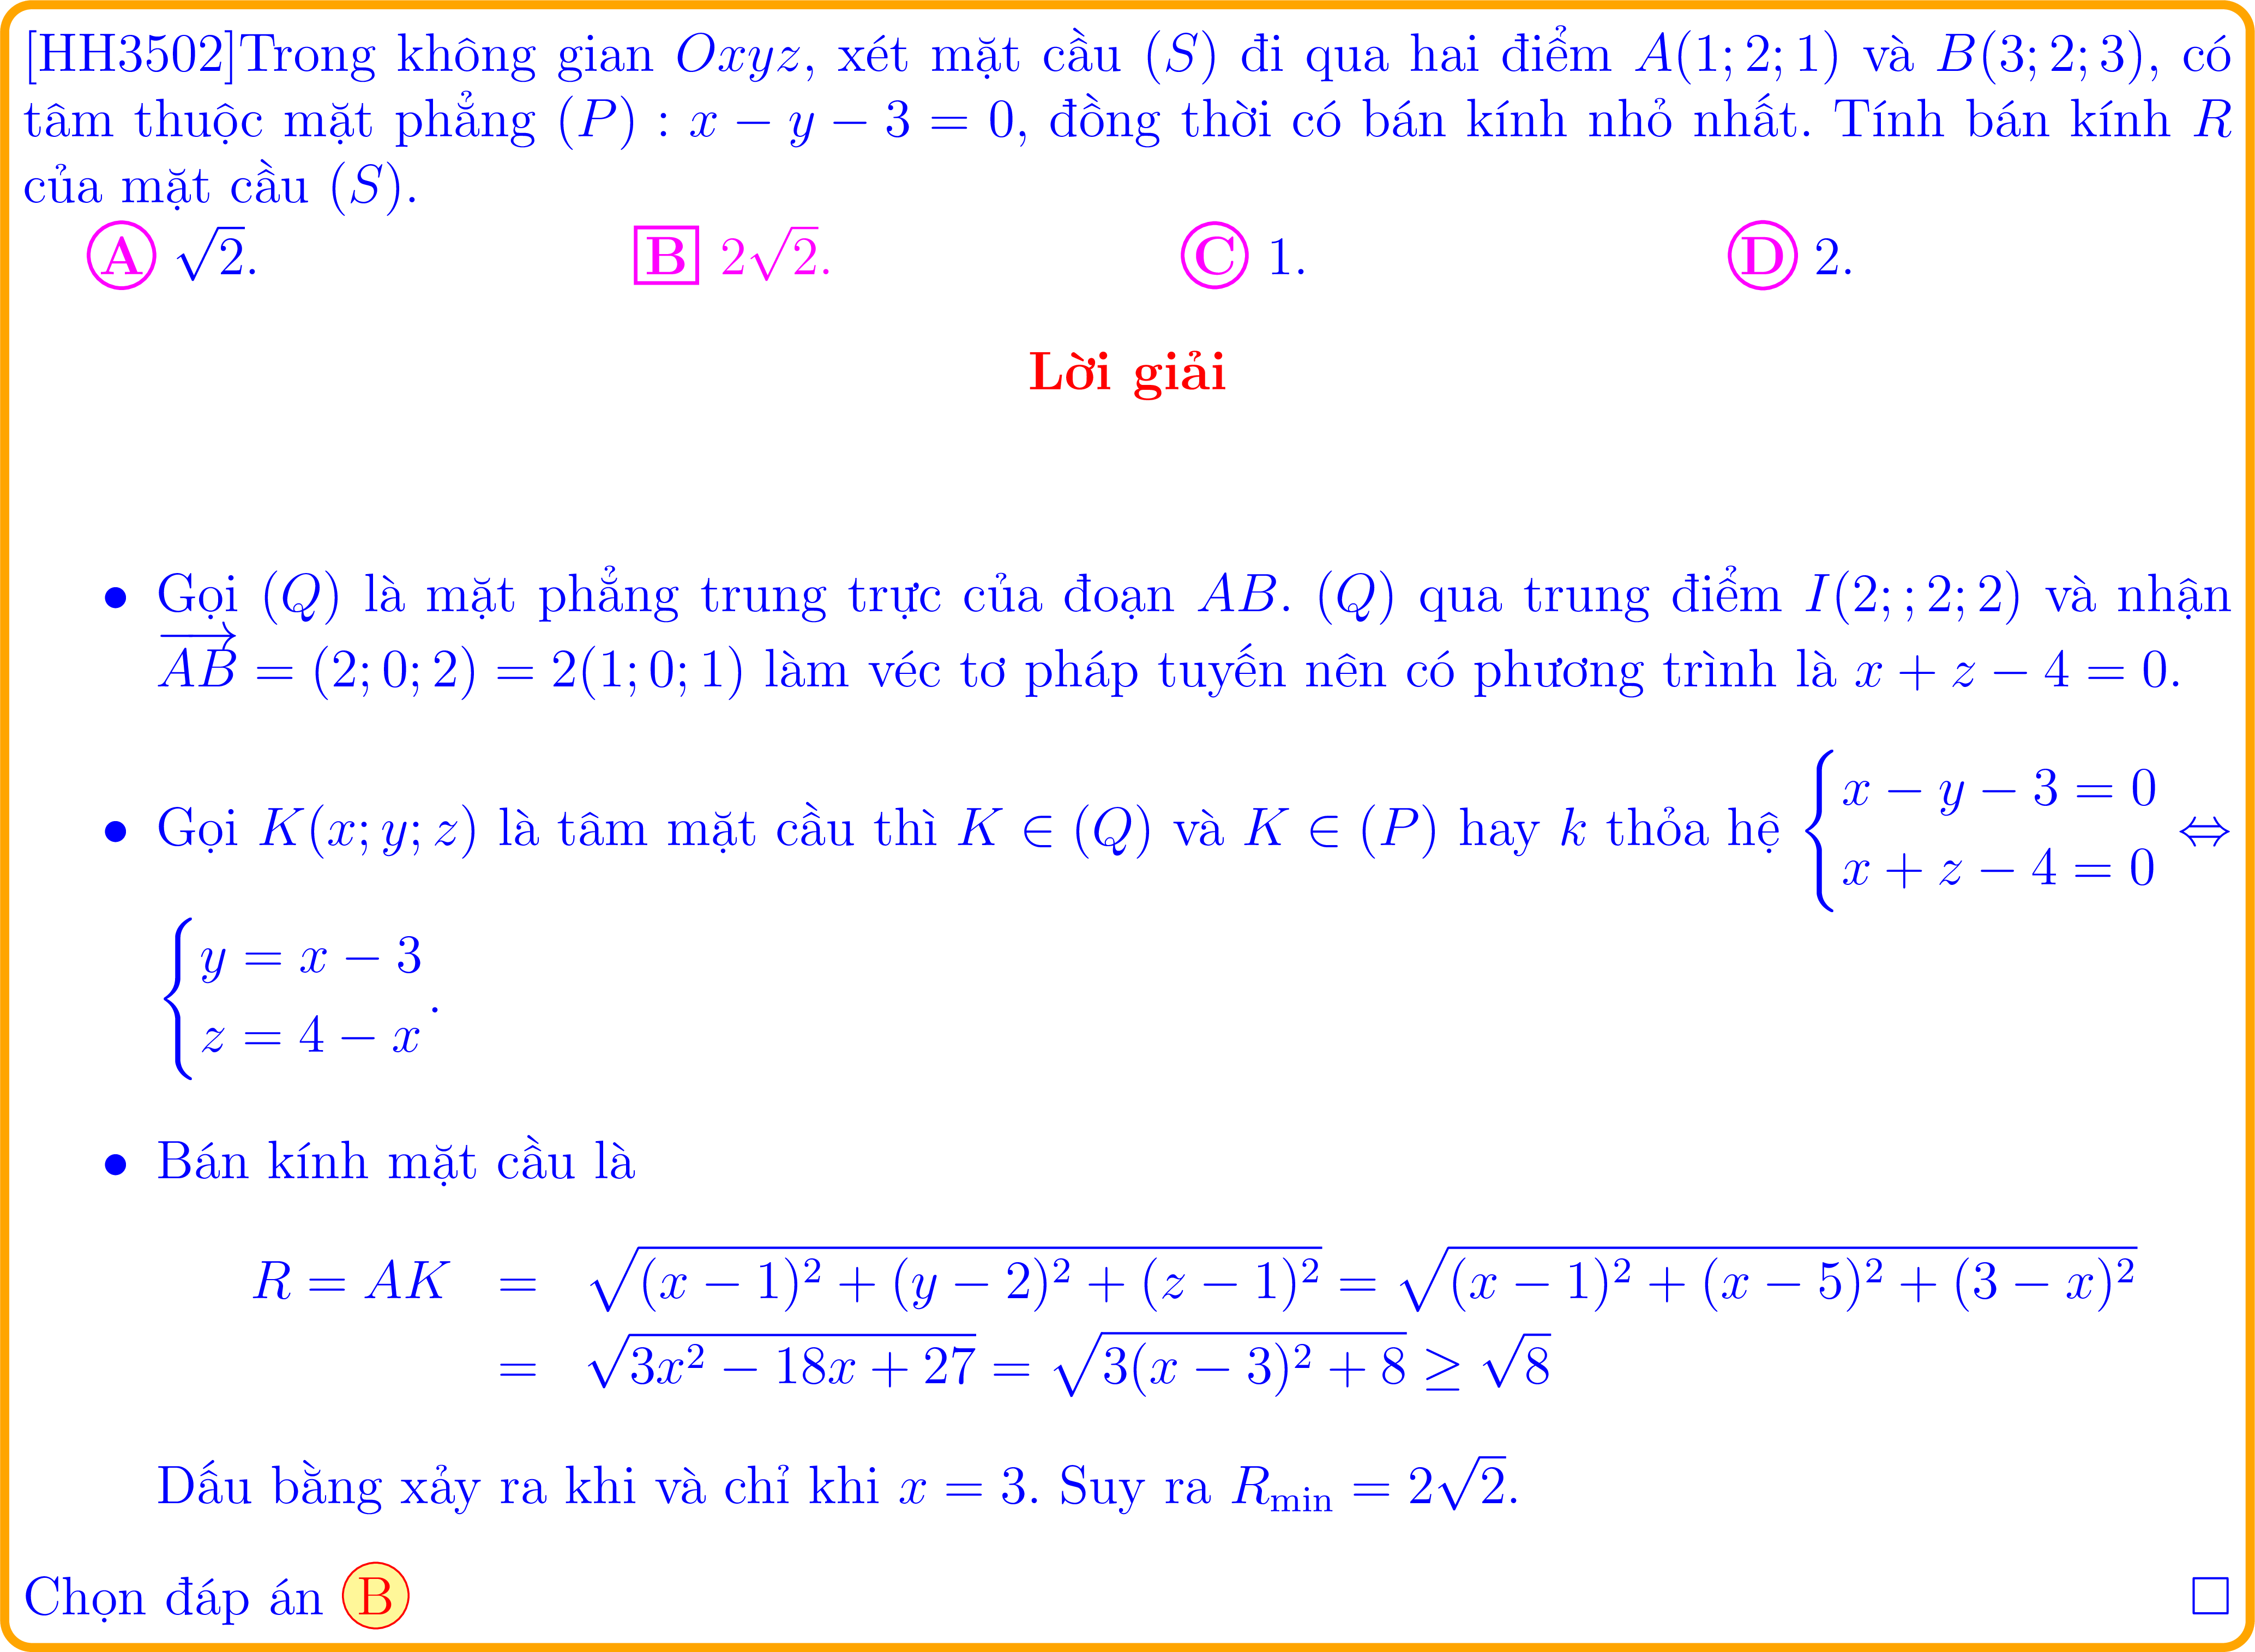 [HH3502]Trong không gian Oxyz, xét mặt cầu (S) đi qua hai điểm A(1; 2; 1) và B(3; 2; 3), có
tâm thuộc mặt phẳng (P) : x − y − 3 = 0, đồng thời có bán kính nhỏ nhất. Tính bán kính R
của mặt cầu (S).
A √2. B 2√2. C 1. D 2.
Lời giải
• Gọi (Q) là mặt phẳng trung trực của đoạn AB. (Q) qua trung điểm I(2; ; 2; 2) và nhận
$\overrightarrow{AB}$ = (2; 0; 2) = 2(1; 0; 1) làm véc tơ pháp tuyến nên có phương trình là x + z − 4 = 0.
• Gọi K(x; y; z) là tâm mặt cầu thì K ∈ (Q) và K ∈ (P) hay k thỏa hệ $\begin{cases} x - y - 3 = 0 \\ x + z - 4 = 0 \end{cases}$ ⇔
$\begin{cases} y = x - 3 \\ z = 4 - x \end{cases}$.
• Bán kính mặt cầu là
R = AK = $\sqrt{(x-1)^2 + (y-2)^2 + (z-1)^2}$ = $\sqrt{(x-1)^2 + (x-5)^2 + (3-x)^2}$
= $\sqrt{3x^2 - 18x + 27}$ = $\sqrt{3(x-3)^2 + 8}$ ≥ √8
Dấu bằng xảy ra khi và chỉ khi x = 3. Suy ra $R_{\min}$ = 2√2.
Chọn đáp án B □